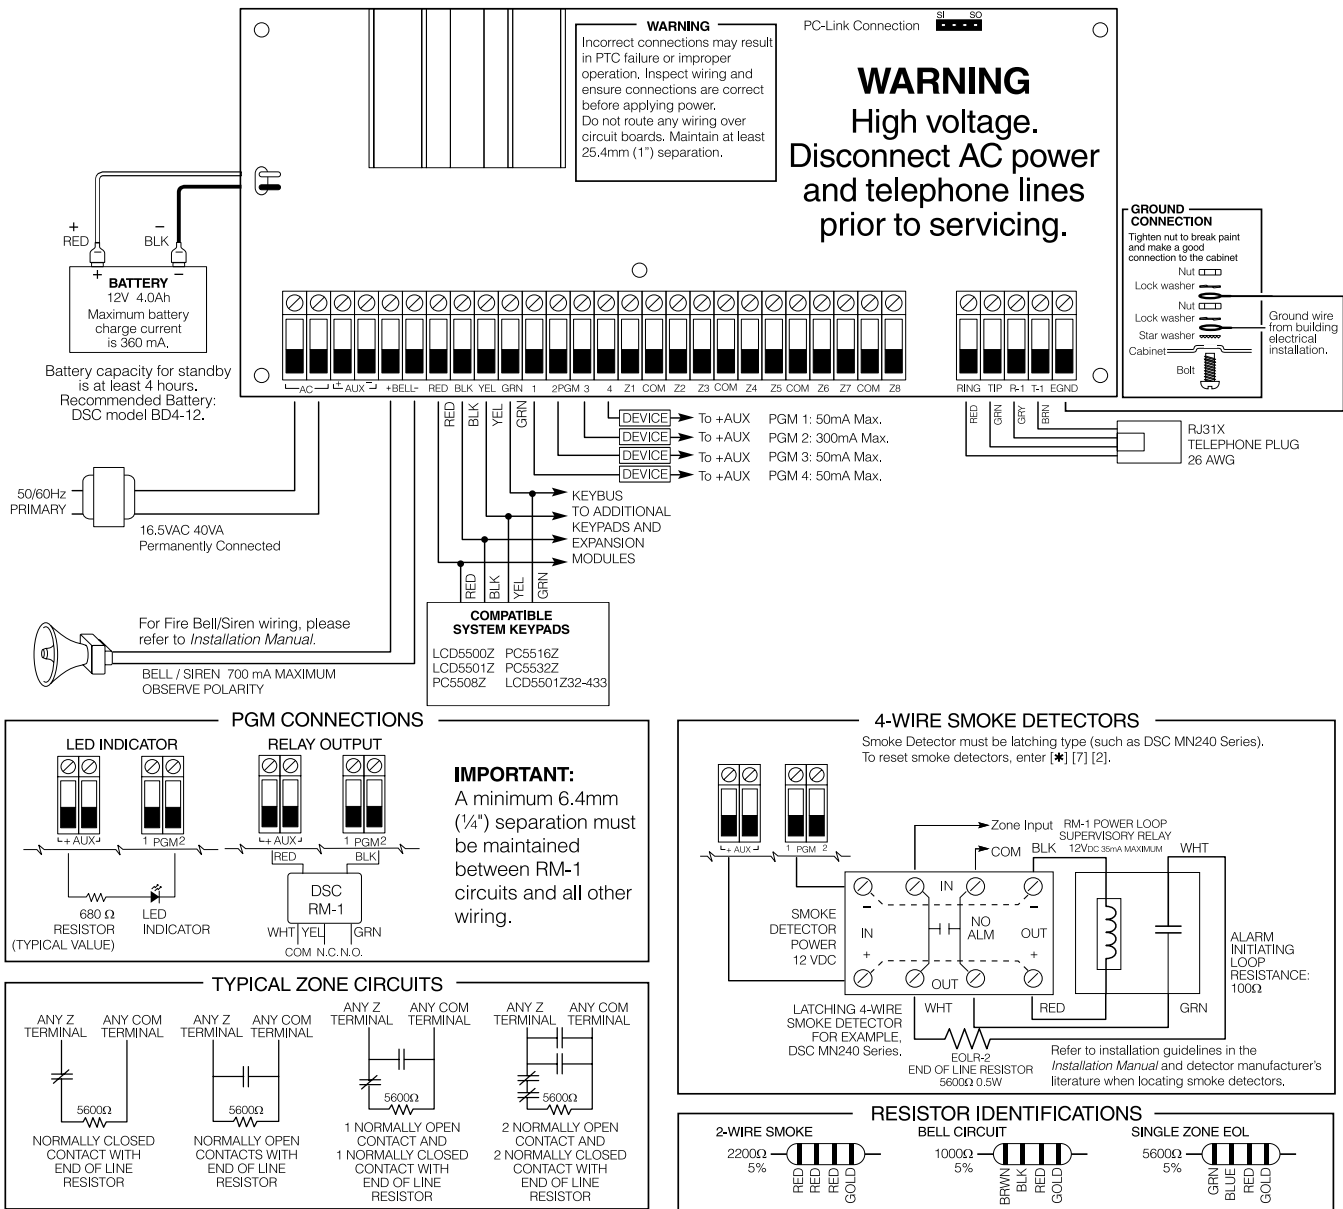 PC-Link Connection
SI SO
WARNING
Incorrect connections may result
in PTC failure or improper
operation. Inspect wiring and
ensure connections are correct
before applying power.
Do not route any wiring over
circuit boards. Maintain at least
25.4mm (1") separation.
WARNING
High voltage.
Disconnect AC power
and telephone lines
prior to servicing.
+ −
RED BLK
+ −
BATTERY
12V 4.0Ah
Maximum battery
charge current
is 360 mA.
Battery capacity for standby
is at least 4 hours.
Recommended Battery:
DSC model BD4-12.
GROUND
CONNECTION
Tighten nut to break paint
and make a good
connection to the cabinet
Nut
Lock washer
Nut
Lock washer
Star washer
Cabinet
Bolt
Ground wire
from building
electrical
installation.
AC + AUX - +BELL- RED BLK YEL GRN 1 2PGM 3 4 Z1 COM Z2 Z3 COM Z4 Z5 COM Z6 Z7 COM Z8
RING TIP R-1 T-1 EGND
RED BLK YEL GRN
RED GRN GRY BRN
DEVICE To +AUX PGM 1: 50mA Max.
DEVICE To +AUX PGM 2: 300mA Max.
DEVICE To +AUX PGM 3: 50mA Max.
DEVICE To +AUX PGM 4: 50mA Max.
RJ31X
TELEPHONE PLUG
26 AWG
50/60Hz
PRIMARY
16.5VAC 40VA
Permanently Connected
KEYBUS
TO ADDITIONAL
KEYPADS AND
EXPANSION
MODULES
RED BLK YEL GRN
COMPATIBLE
SYSTEM KEYPADS
LCD5500Z PC5516Z
LCD5501Z PC5532Z
PC5508Z LCD5501Z32-433
For Fire Bell/Siren wiring, please
refer to Installation Manual.
BELL / SIREN 700 mA MAXIMUM
OBSERVE POLARITY
PGM CONNECTIONS
LED INDICATOR
+ AUX - 1 PGM2
680 Ω
RESISTOR
(TYPICAL VALUE)
LED
INDICATOR
RELAY OUTPUT
+ AUX - 1 PGM2
RED BLK
DSC
RM-1
WHT YEL GRN
COM N.C. N.O.
IMPORTANT:
A minimum 6.4mm
(¼") separation must
be maintained
between RM-1
circuits and all other
wiring.
4-WIRE SMOKE DETECTORS
Smoke Detector must be latching type (such as DSC MN240 Series).
To reset smoke detectors, enter [✱] [7] [2].
+ AUX - 1 PGM 2
Zone Input
COM
BLK
RM-1 POWER LOOP
SUPERVISORY RELAY
12VDC 35mA MAXIMUM
WHT
SMOKE
DETECTOR
POWER
12 VDC
IN
− −
IN
NO
ALM
OUT
+ +
OUT
WHT RED GRN
ALARM
INITIATING
LOOP
RESISTANCE:
100Ω
LATCHING 4-WIRE
SMOKE DETECTOR
FOR EXAMPLE,
DSC MN240 Series.
EOLR-2
END OF LINE RESISTOR
5600Ω 0.5W
Refer to installation guidelines in the
Installation Manual and detector manufacturer's
literature when locating smoke detectors.
TYPICAL ZONE CIRCUITS
ANY Z
TERMINAL
ANY COM
TERMINAL
5600Ω
NORMALLY CLOSED
CONTACT WITH
END OF LINE
RESISTOR
ANY Z
TERMINAL
ANY COM
TERMINAL
5600Ω
NORMALLY OPEN
CONTACTS WITH
END OF LINE
RESISTOR
ANY Z
TERMINAL
ANY COM
TERMINAL
5600Ω
1 NORMALLY OPEN
CONTACT AND
1 NORMALLY CLOSED
CONTACT WITH
END OF LINE
RESISTOR
ANY Z
TERMINAL
ANY COM
TERMINAL
5600Ω
2 NORMALLY OPEN
CONTACT AND
2 NORMALLY CLOSED
CONTACT WITH
END OF LINE
RESISTOR
RESISTOR IDENTIFICATIONS
2-WIRE SMOKE
2200Ω
5%
RED RED RED GOLD
BELL CIRCUIT
1000Ω
5%
BRWN BLK RED GOLD
SINGLE ZONE EOL
5600Ω
5%
GRN BLUE RED GOLD